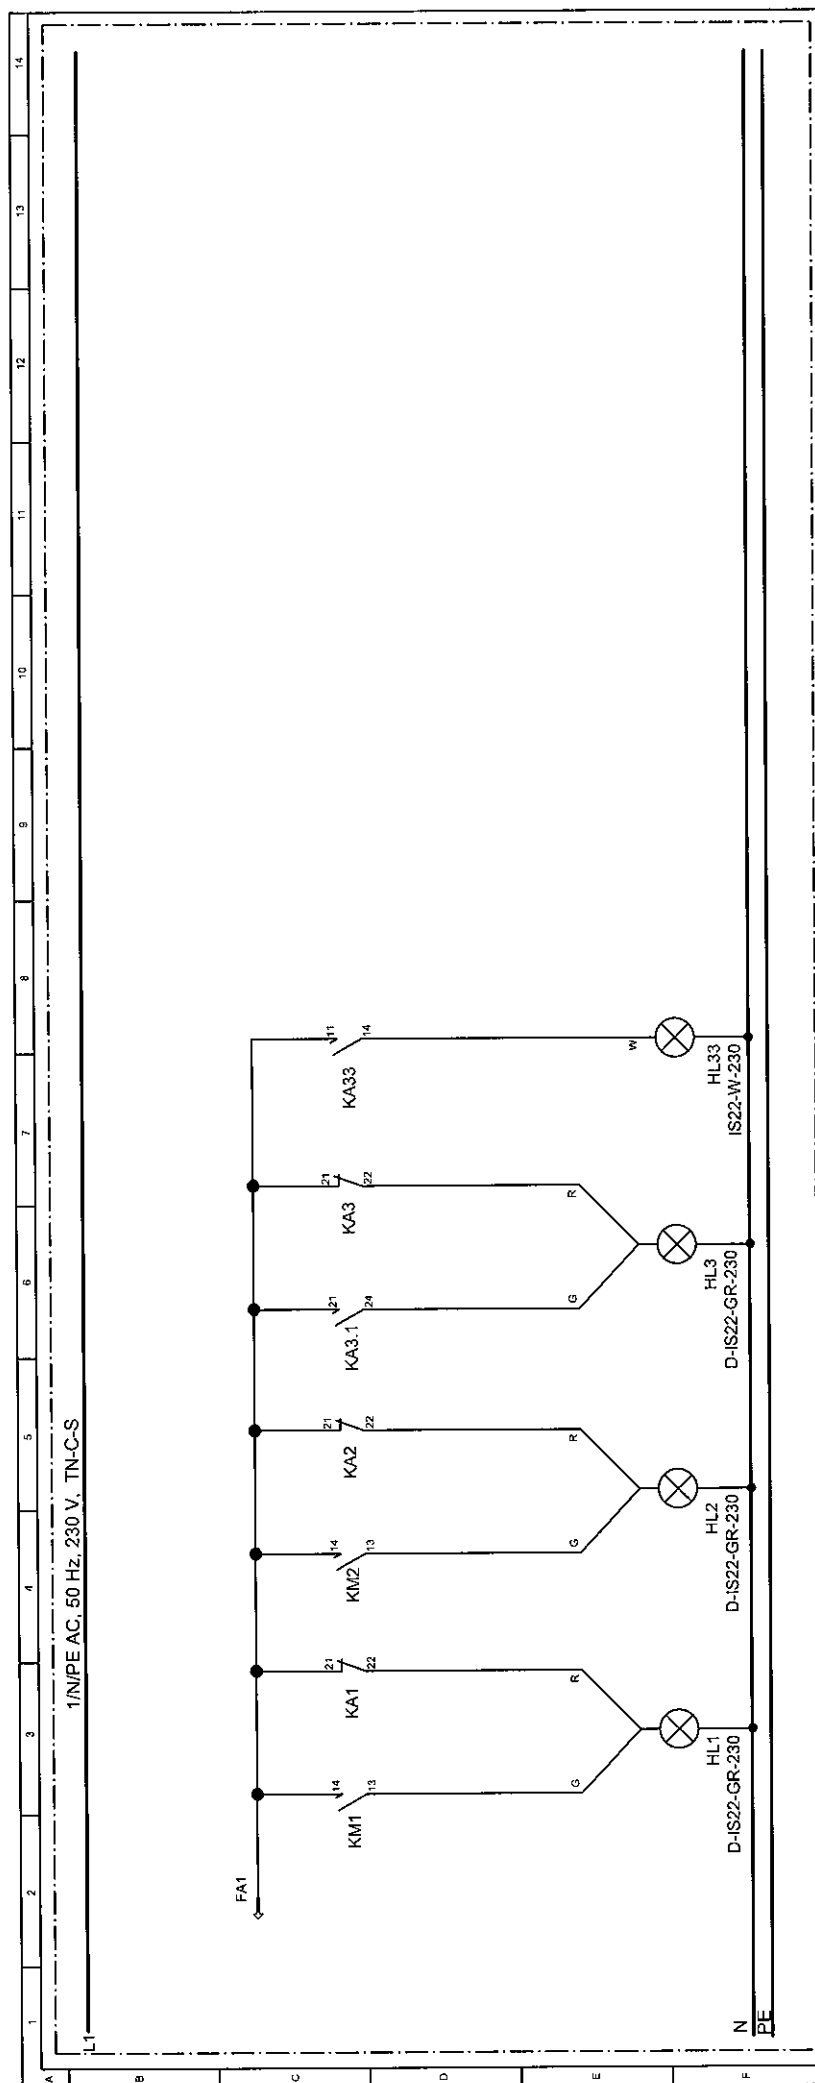 1 2 3 4 5 6 7 8 9 10 11 12 13 14
A
B
C
D
E
F
L1
1/N/PE AC, 50 Hz, 230 V, TN-C-S
FA1
14 21 14 21 21 21 11
KM1 KA1 KM2 KA2 KA3.1 KA3 KA33
13 22 13 22 24 22 14
G R G R G R W
HL1 HL2 HL3 HL33
D-IS22-GR-230 D-IS22-GR-230 D-IS22-GR-230 IS22-W-230
N
PE